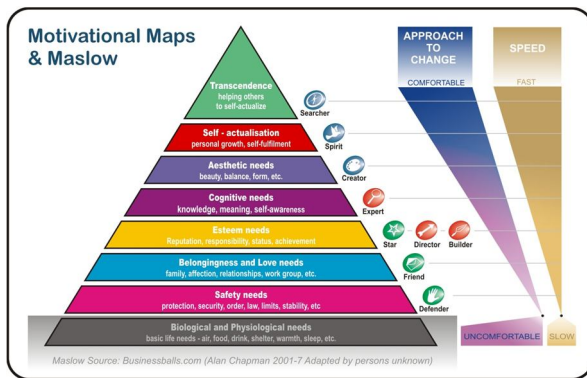 Motivational Maps
& Maslow
APPROACH
TO
CHANGE
SPEED
COMFORTABLE
FAST
Transcendence
helping others
to self-actualize
Searcher
Self - actualisation
personal growth, self-fulfilment
Spirit
Aesthetic needs
beauty, balance, form, etc.
Creator
Cognitive needs
knowledge, meaning, self-awareness
Expert
Esteem needs
Reputation, responsibility, status, achievement
Star
Director
Builder
Belongingness and Love needs
family, affection, relationships, work group, etc.
Friend
Safety needs
protection, security, order, law, limits, stability, etc
Defender
Biological and Physiological needs
basic life needs - air, food, drink, shelter, warmth, sleep, etc.
UNCOMFORTABLE
SLOW
Maslow Source: Businessballs.com (Alan Chapman 2001-7 Adapted by persons unknown)